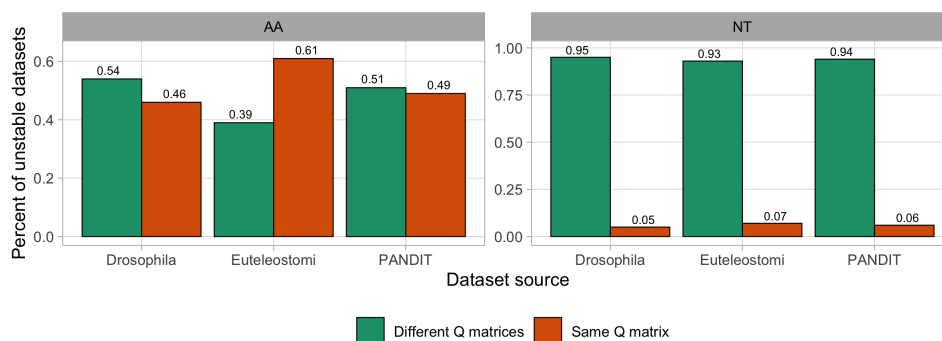 AA
NT
Percent of unstable datasets
0.6
0.4
0.2
0.0
0.54
0.46
0.39
0.61
0.51
0.49
Drosophila
Euteleostomi
PANDIT
1.00
0.75
0.50
0.25
0.00
0.95
0.05
0.93
0.07
0.94
0.06
Drosophila
Euteleostomi
PANDIT
Dataset source
Different Q matrices
Same Q matrix